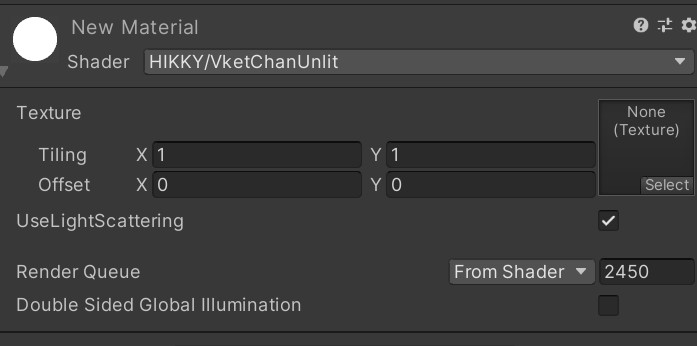 New Material
Shader HIKKY/VketChanUnlit
Texture
None
(Texture)
Tiling X 1 Y 1
Offset X 0 Y 0
Select
UseLightScattering
Render Queue From Shader 2450
Double Sided Global Illumination